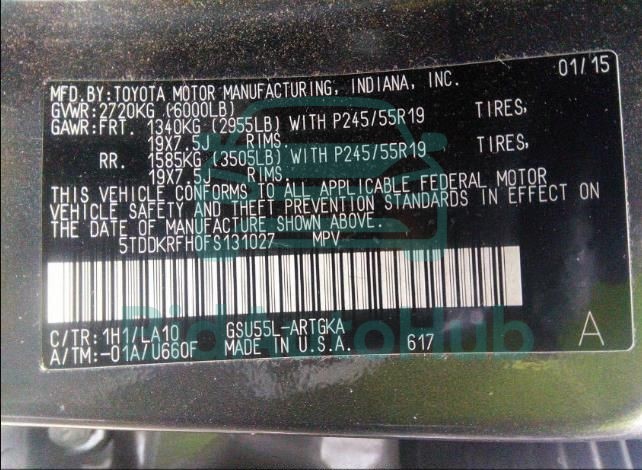 MFD.BY:TOYOTA MOTOR MANUFACTURING, INDIANA, INC. 01/15
GVWR:2720KG (6000LB)
GAWR:FRT. 1340KG (2955LB) WITH P245/55R19 TIRES,
19X7.5J RIMS.
RR. 1585KG (3505LB) WITH P245/55R19 TIRES,
19X7.5J RIMS.
THIS VEHICLE CONFORMS TO ALL APPLICABLE FEDERAL MOTOR
VEHICLE SAFETY AND THEFT PREVENTION STANDARDS IN EFFECT ON
THE DATE OF MANUFACTURE SHOWN ABOVE.
5TDDKRFH0FS131027 MPV
C/TR:1H1/LA10 GSU55L-ARTGKA
A/TM:-01A/U660F MADE IN U.S.A. 617 A
BidAutoHub